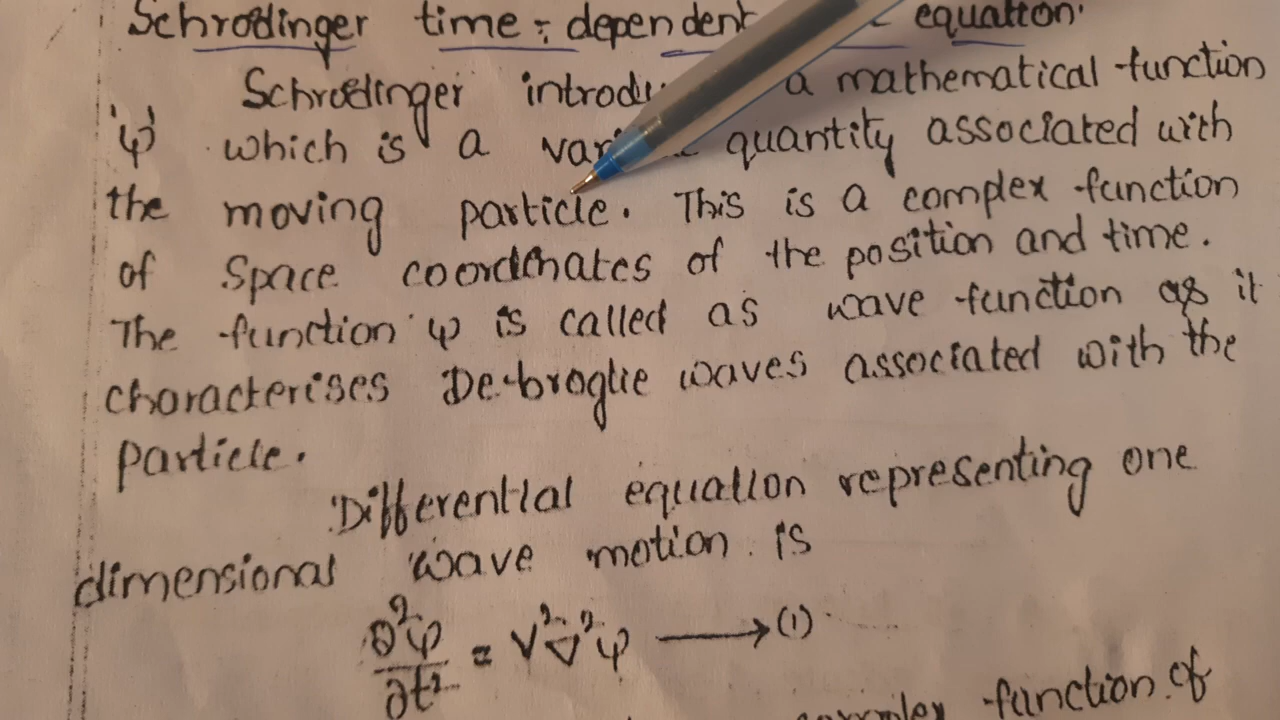 Schrodinger time - dependent equation.
Schrodinger a mathematical function
'ψ' which is a quantity associated with
the moving particle. This is a complex function
of space coordinates of the position and time.
The function ψ is called as wave function as it
characterises De-broglie waves associated with the
particle.
Differential equation representing one
dimensional wave motion is
∂²ψ/∂t² = V²∇²ψ → (1)
complex function of